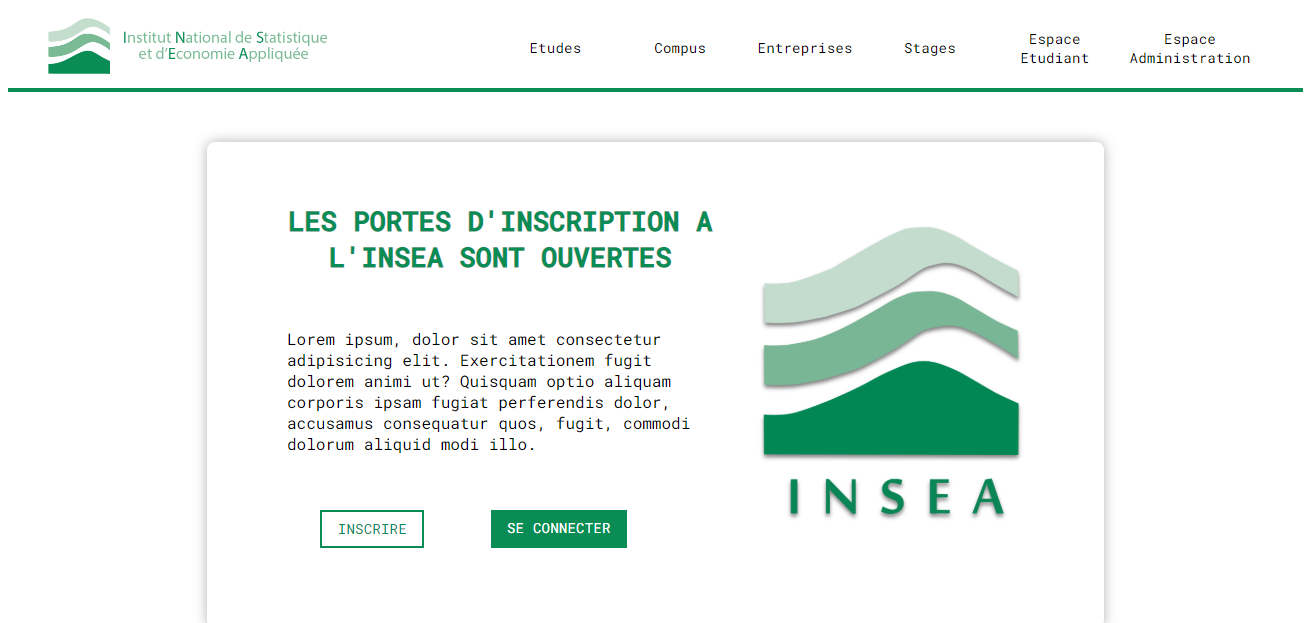 Institut National de Statistique
et d'Economie Appliquée
Etudes
Compus
Entreprises
Stages
Espace
Etudiant
Espace
Administration
LES PORTES D'INSCRIPTION A
L'INSEA SONT OUVERTES
Lorem ipsum, dolor sit amet consectetur
adipisicing elit. Exercitationem fugit
dolorem animi ut? Quisquam optio aliquam
corporis ipsam fugiat perferendis dolor,
accusamus consequatur quos, fugit, commodi
dolorum aliquid modi illo.
INSCRIRE
SE CONNECTER
INSEA